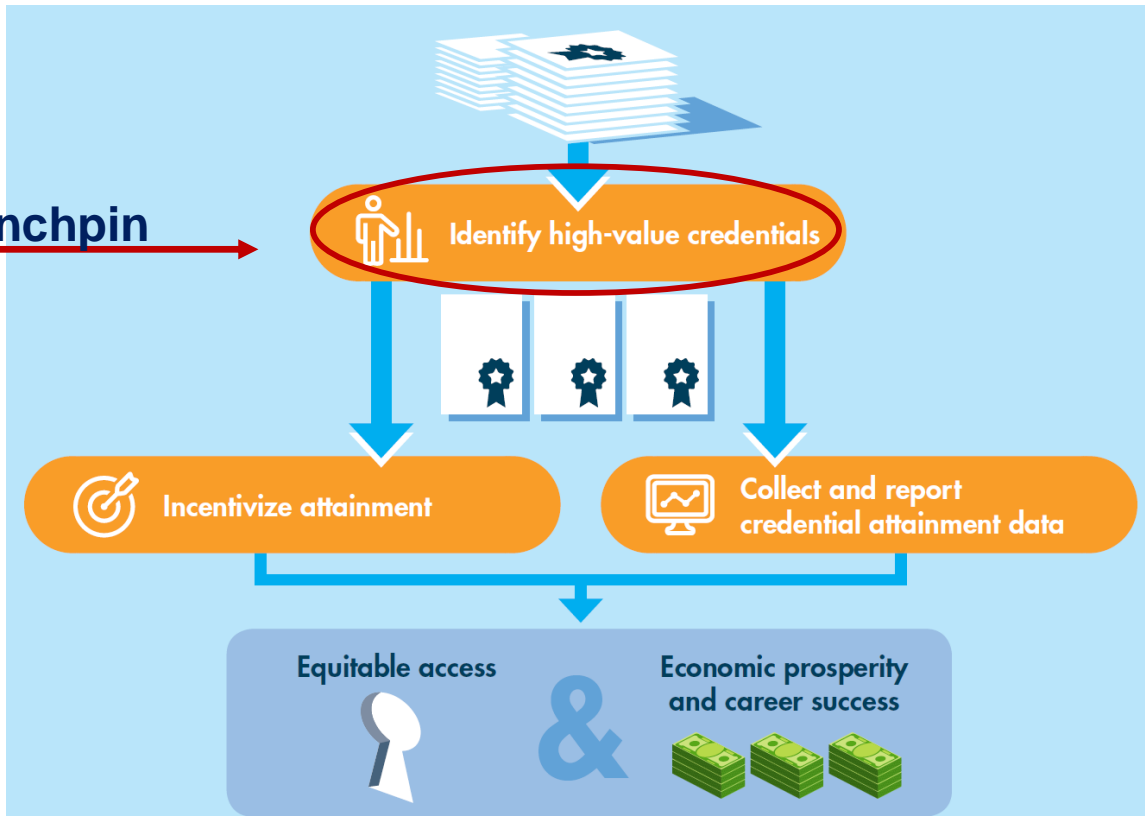 nchpin
Identify high-value credentials
Incentivize attainment
Collect and report
credential attainment data
Equitable access
&
Economic prosperity
and career success